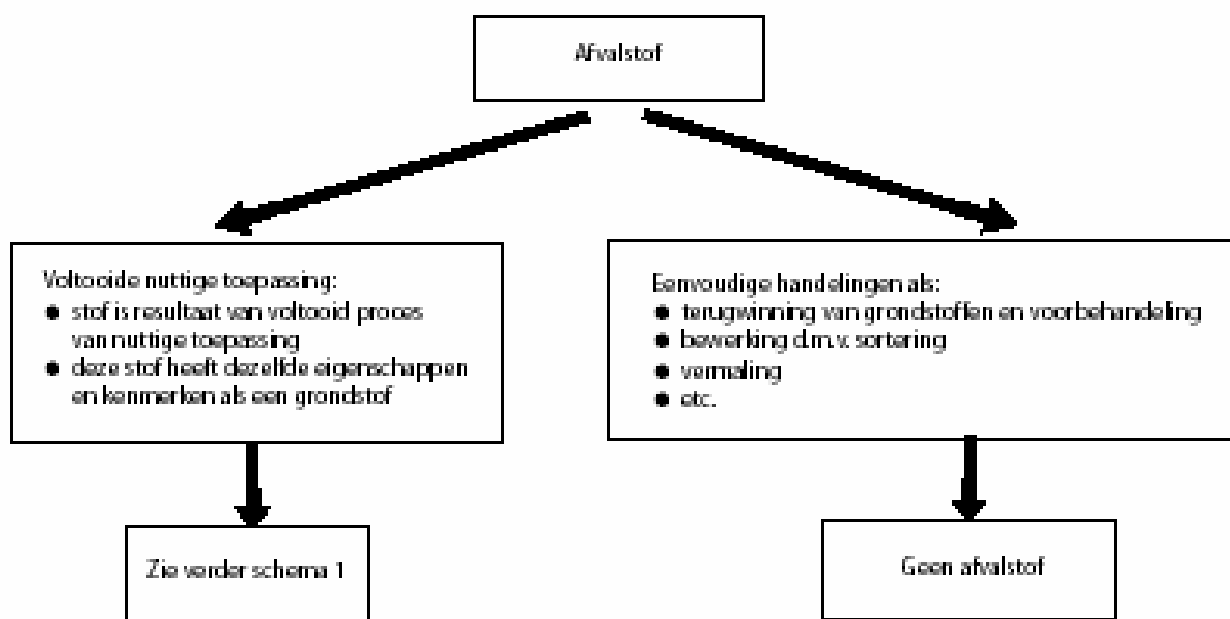 Afvalstof
Voltooide nuttige toepassing:
● stof is resultaat van voltooid proces
van nuttige toepassing
● deze stof heeft dezelfde eigenschappen
en kenmerken als een grondstof
Eenvoudige handelingen als:
● terugwinning van grondstoffen en voorbehandeling
● bewerking d.m.v. sortering
● vermaling
● etc.
Zie verder schema 1
Geen afvalstof